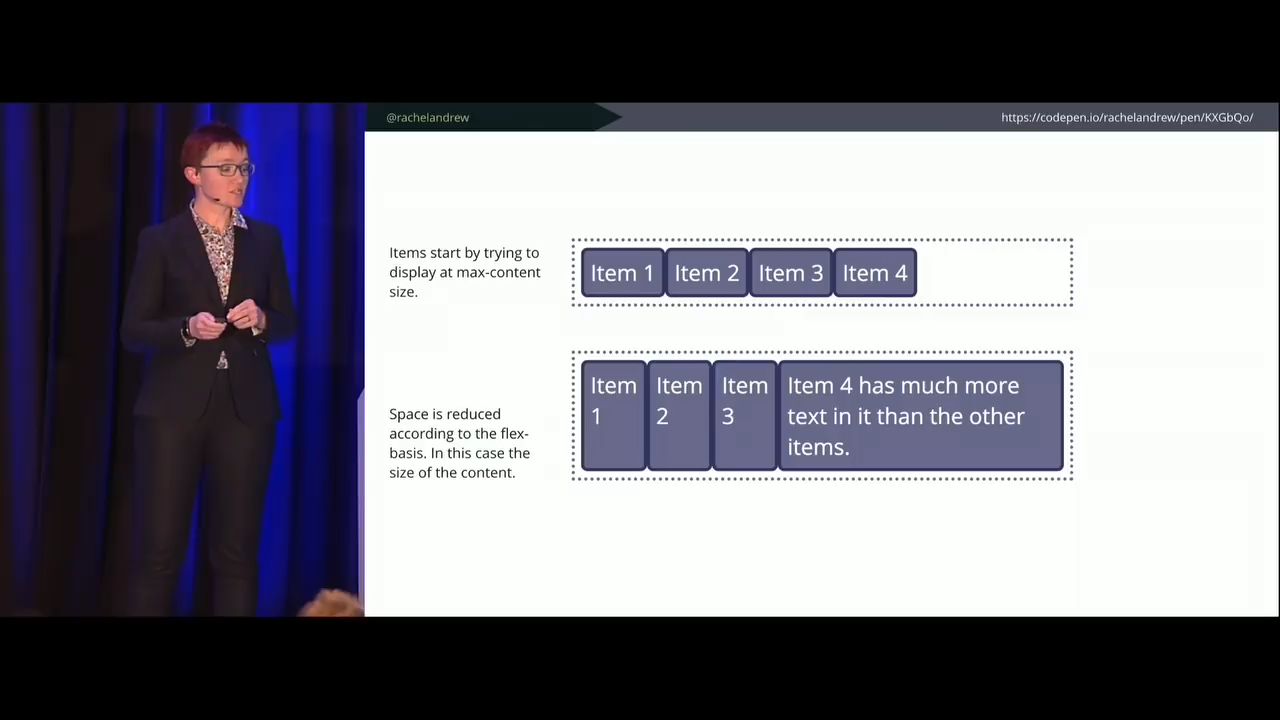 @rachelandrew
https://codepen.io/rachelandrew/pen/KXGbQo/
Items start by trying to
display at max-content
size.
Item 1
Item 2
Item 3
Item 4
Space is reduced
according to the flex-
basis. In this case the
size of the content.
Item
1
Item
2
Item
3
Item 4 has much more
text in it than the other
items.